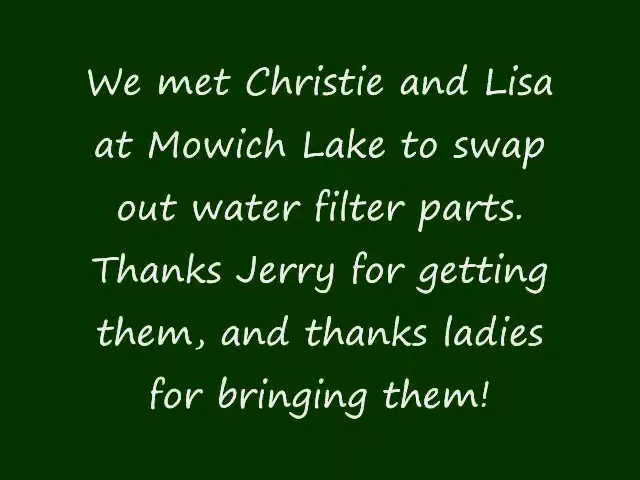 We met Christie and Lisa
at Mowich Lake to swap
out water filter parts.
Thanks Jerry for getting
them, and thanks ladies
for bringing them!